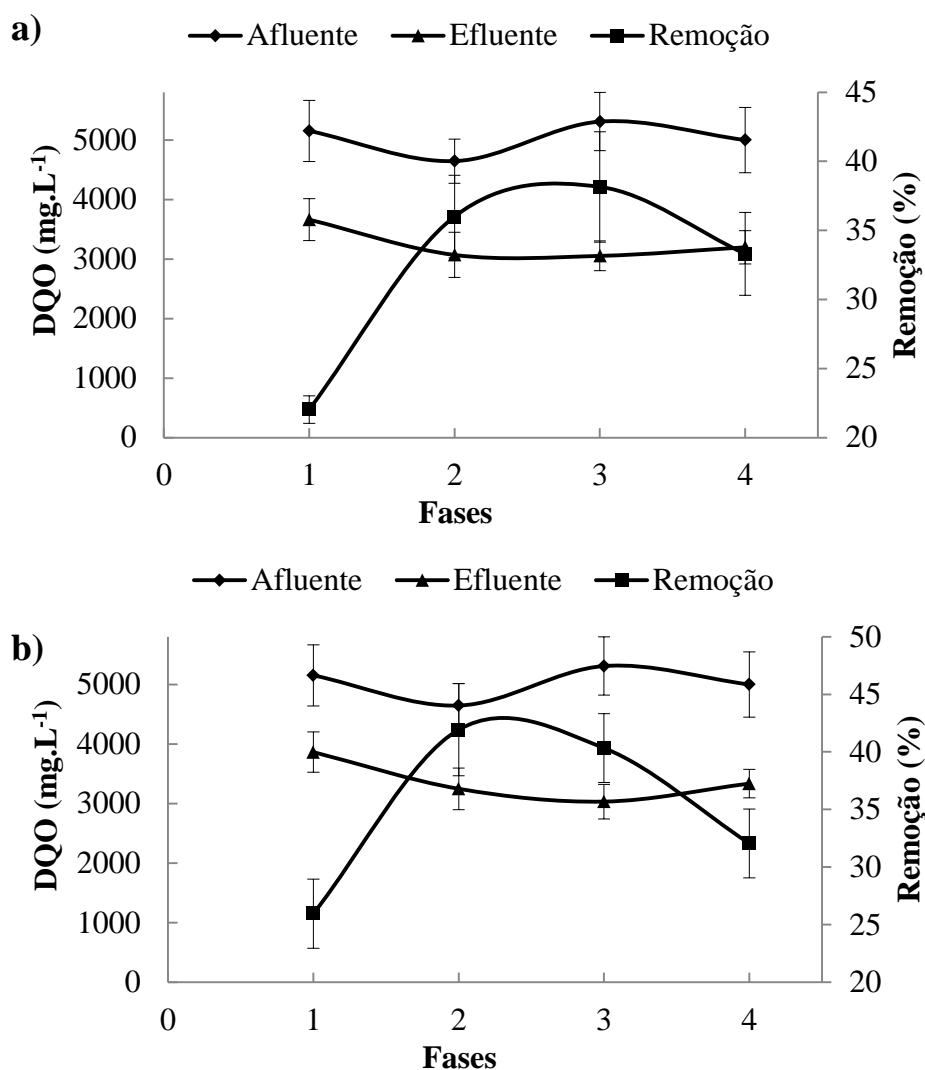 a)
Afluente Efluente Remoção
DQO (mg.L-1)
5000
4000
3000
2000
1000
0
45
40
35
30
25
20
Remoção (%)
0 1 2 3 4
Fases
b)
Afluente Efluente Remoção
DQO (mg.L-1)
5000
4000
3000
2000
1000
0
50
45
40
35
30
25
20
Remoção (%)
0 1 2 3 4
Fases